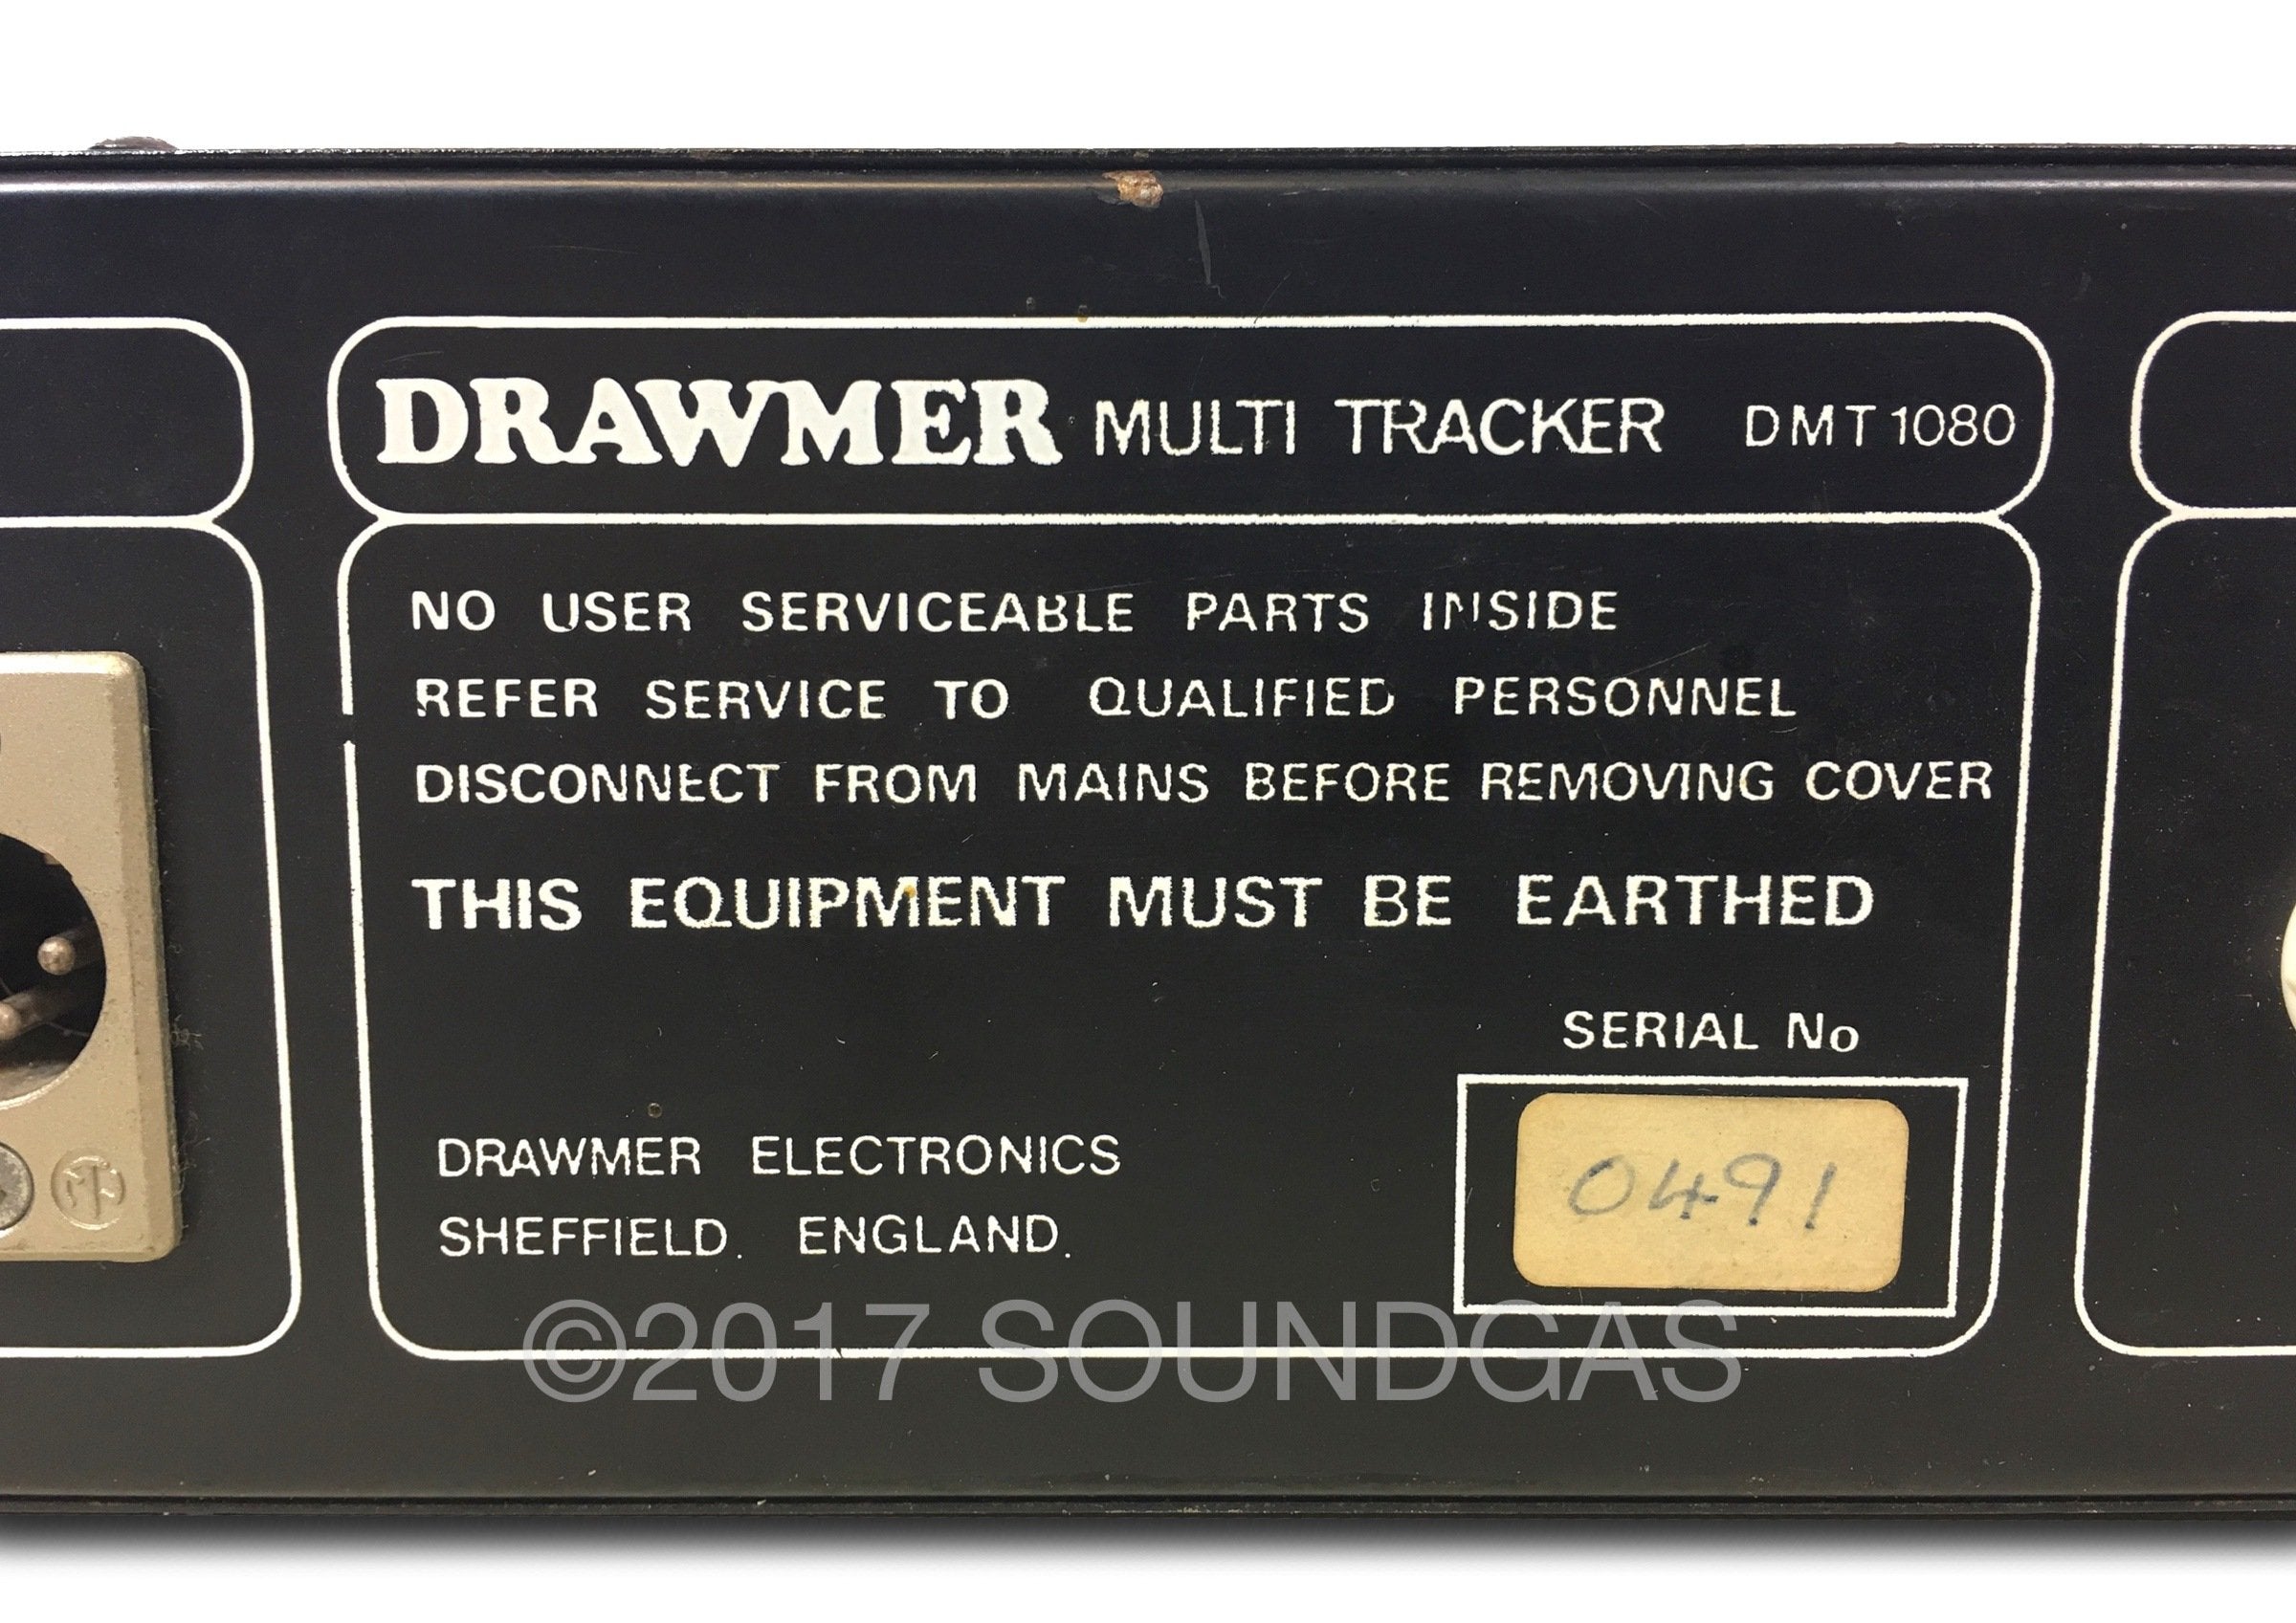 DRAWMER MULTI TRACKER DMT 1080
NO USER SERVICEABLE PARTS INSIDE
REFER SERVICE TO QUALIFIED PERSONNEL
DISCONNECT FROM MAINS BEFORE REMOVING COVER
THIS EQUIPMENT MUST BE EARTHED
SERIAL No
0491
DRAWMER ELECTRONICS
SHEFFIELD. ENGLAND.
©2017 SOUNDGAS